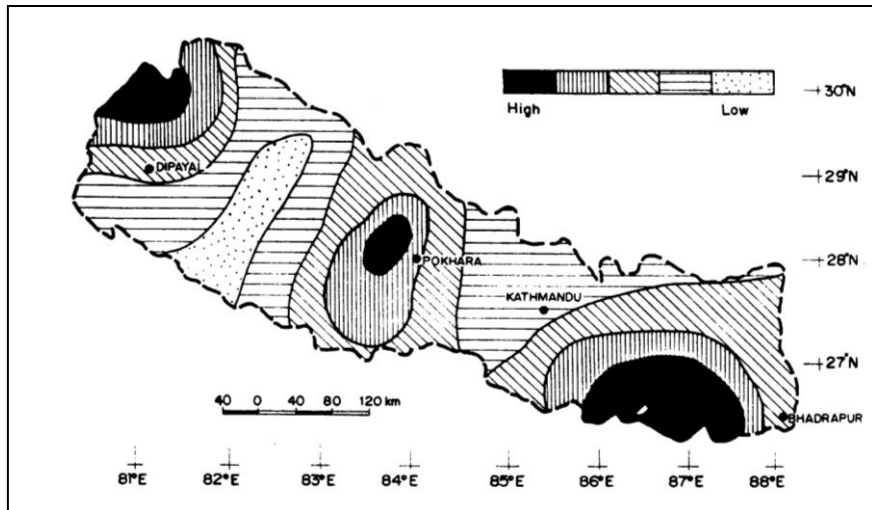 High Low
30°N
DIPAYAL
29°N
POKHARA
28°N
KATHMANDU
27°N
40 0 40 80 120 km
BHADRAPUR
81°E 82°E 83°E 84°E 85°E 86°E 87°E 88°E